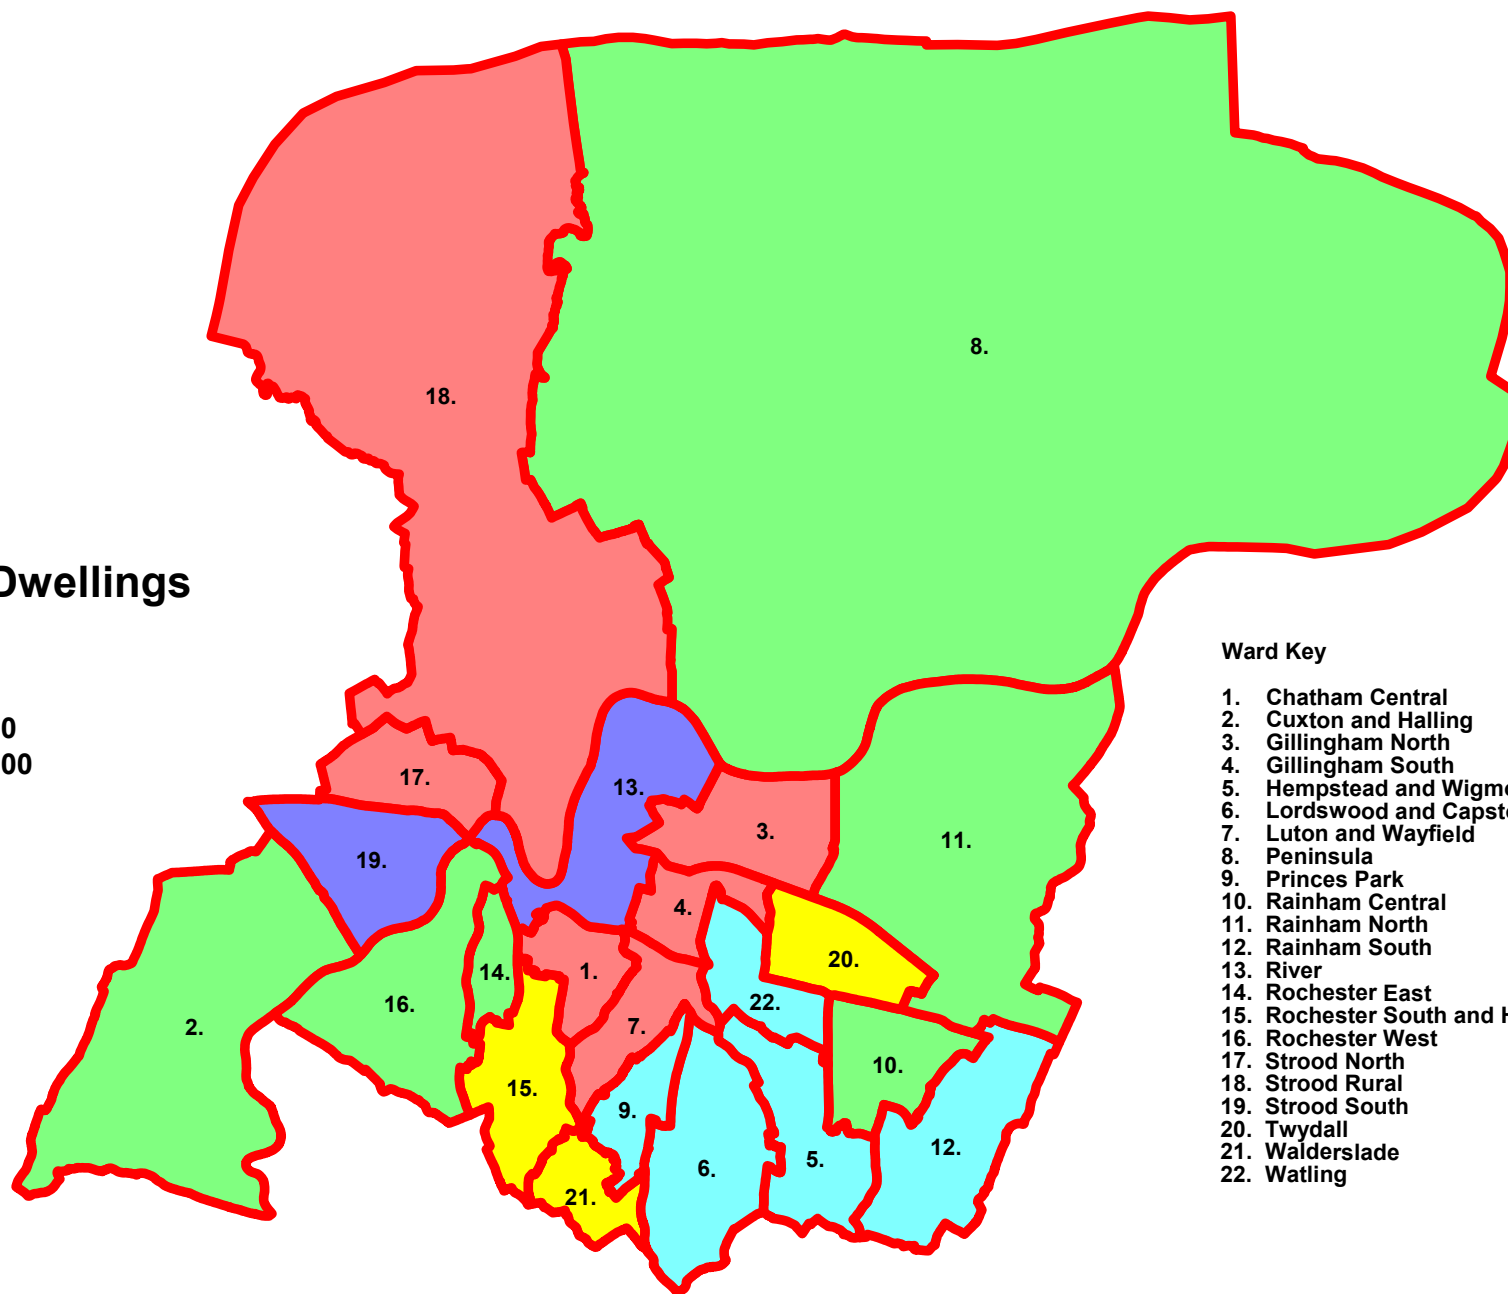 8.
18.
Dwellings
Ward Key
1. Chatham Central
2. Cuxton and Halling
3. Gillingham North
4. Gillingham South
5. Hempstead and Wigm
6. Lordswood and Capst
7. Luton and Wayfield
8. Peninsula
9. Princes Park
10. Rainham Central
11. Rainham North
12. Rainham South
13. River
14. Rochester East
15. Rochester South and H
16. Rochester West
17. Strood North
18. Strood Rural
19. Strood South
20. Twydall
21. Walderslade
22. Watling
0
00
17.
13.
3.
11.
19.
4.
20.
1.
14.
22.
16.
7.
2.
10.
15.
9.
12.
5.
6.
21.